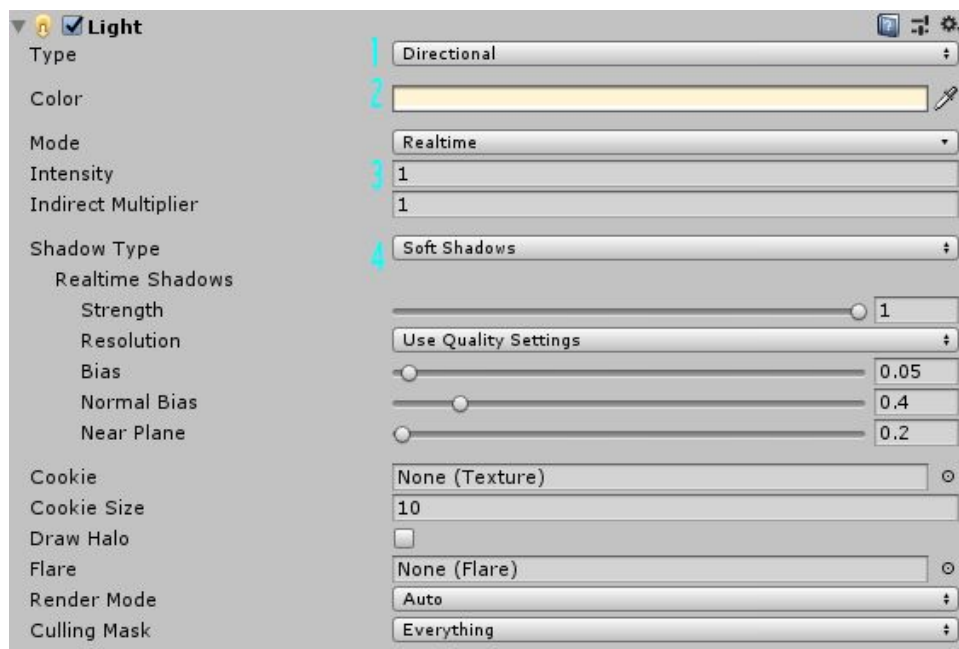 Light
Type 1 Directional
Color 2
Mode Realtime
Intensity 3 1
Indirect Multiplier 1
Shadow Type 4 Soft Shadows
Realtime Shadows
Strength 1
Resolution Use Quality Settings
Bias 0.05
Normal Bias 0.4
Near Plane 0.2
Cookie None (Texture)
Cookie Size 10
Draw Halo
Flare None (Flare)
Render Mode Auto
Culling Mask Everything